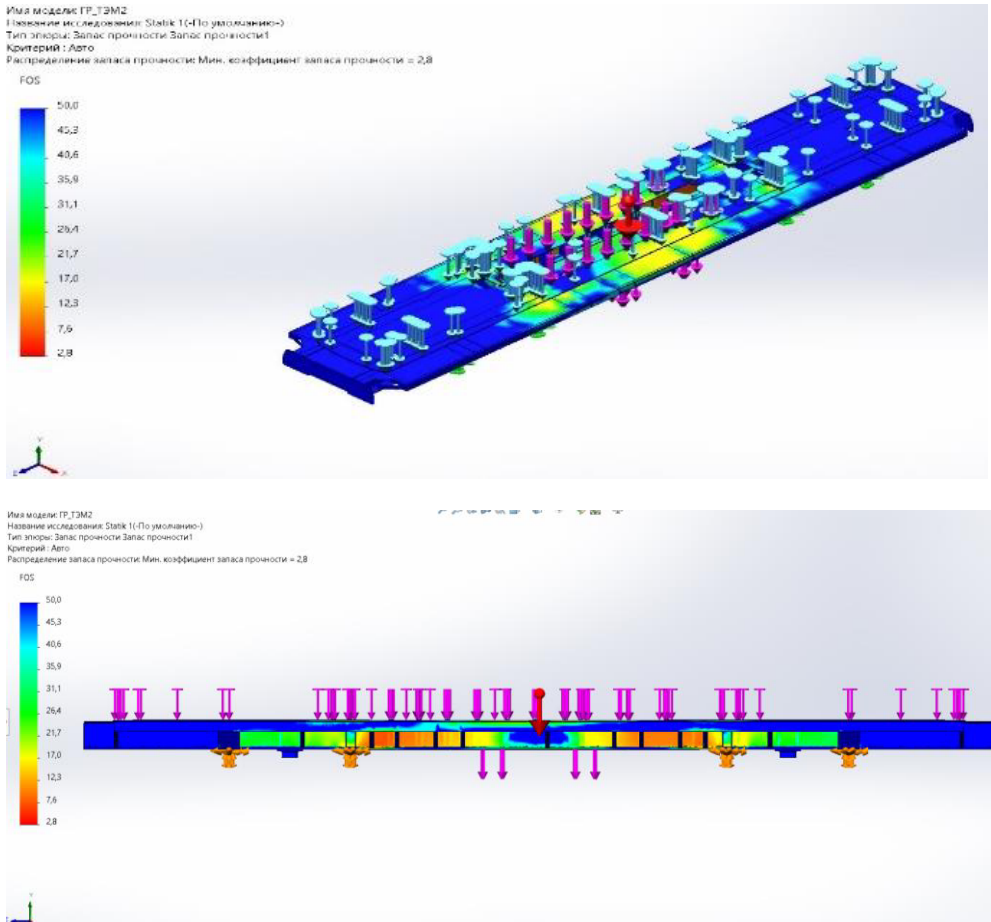 Имя модели: ГР_ТЭМ2
Название исследования: Statik 1(-По умолчанию-)
Тип эпюры: Запас прочности Запас прочности1
Критерий : Авто
Распределение запаса прочности: Мин. коэффициент запаса прочности = 2,8
FOS
50,0
45,3
40,6
35,9
31,1
26,4
21,7
17,0
12,3
7,6
2,8
Y
Z
X
Имя модели: ГР_ТЭМ2
Название исследования: Statik 1(-По умолчанию-)
Тип эпюры: Запас прочности Запас прочности1
Критерий : Авто
Распределение запаса прочности: Мин. коэффициент запаса прочности = 2,8
FOS
50,0
45,3
40,6
35,9
31,1
26,4
21,7
17,0
12,3
7,6
2,8
Y